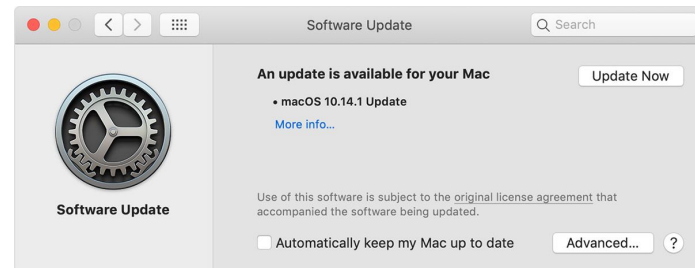 Software Update
Search
An update is available for your Mac
Update Now
• macOS 10.14.1 Update
More info...
Software Update
Use of this software is subject to the original license agreement that
accompanied the software being updated.
Automatically keep my Mac up to date
Advanced...
?